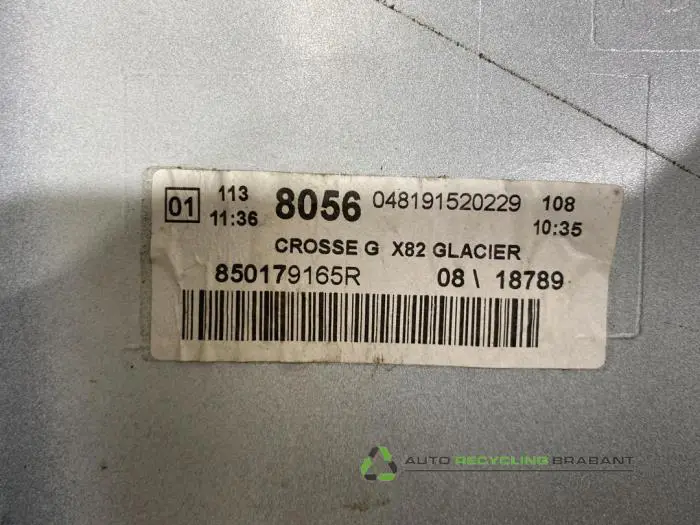 01 113 8056 048191520229 108
11:36 10:35
CROSSE G X82 GLACIER
850179165R 08\ 18789
AUTO RECYCLING BRABANT